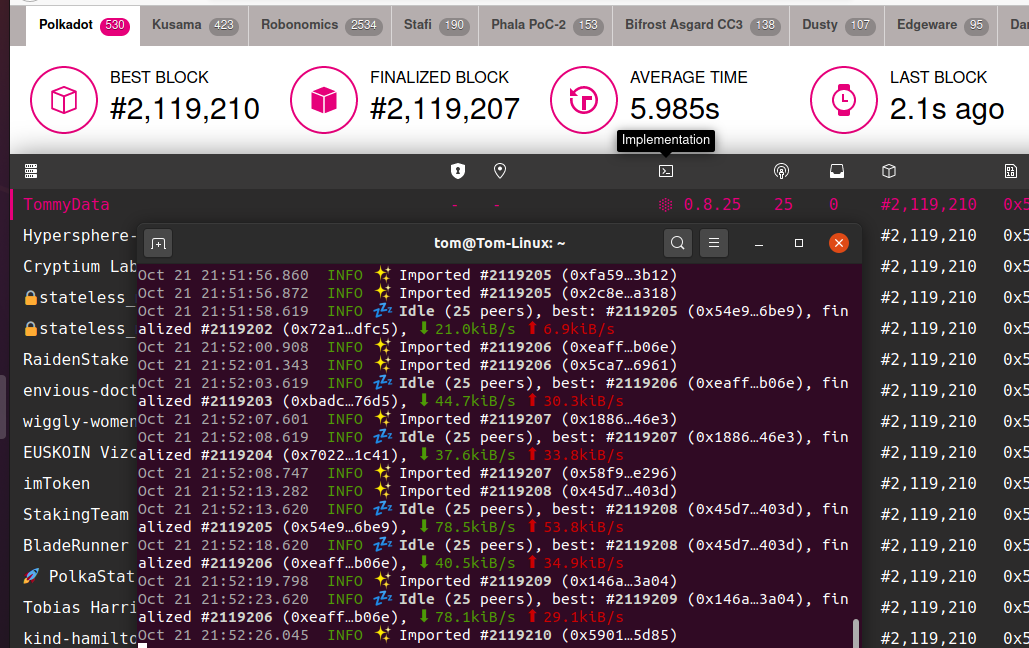 Polkadot 530 Kusama 423 Robonomics 2534 Stafi 190 Phala PoC-2 153 Bifrost Asgard CC3 138 Dusty 107 Edgeware 95
BEST BLOCK
#2,119,210
FINALIZED BLOCK
#2,119,207
AVERAGE TIME
5.985s
LAST BLOCK
2.1s ago
Implementation
TommyData - - 0.8.25 25 0 #2,119,210 0x5
Hypersphere- #2,119,210 0x5
Cryptium Lab #2,119,210 0x5
stateless_ #2,119,210 0x5
stateless_ #2,119,210 0x5
RaidenStake #2,119,210 0x5
envious-doct #2,119,210 0x5
wiggly-women #2,119,210 0x5
EUSKOIN Vizc #2,119,210 0x5
imToken #2,119,210 0x5
StakingTeam #2,119,210 0x5
BladeRunner #2,119,210 0x5
🚀 PolkaStat #2,119,210 0x5
Tobias Harri #2,119,210 0x5
kind-hamilto #2,119,210 0x5
tom@Tom-Linux: ~
Oct 21 21:51:56.860 INFO ✨ Imported #2119205 (0xfa59…3b12)
Oct 21 21:51:56.872 INFO ✨ Imported #2119205 (0x2c8e…a318)
Oct 21 21:51:58.619 INFO 💤 Idle (25 peers), best: #2119205 (0x54e9…6be9), fin
alized #2119202 (0x72a1…dfc5), ⬇ 21.0kiB/s ⬆ 6.9kiB/s
Oct 21 21:52:00.908 INFO ✨ Imported #2119206 (0xeaff…b06e)
Oct 21 21:52:01.343 INFO ✨ Imported #2119206 (0x5ca7…6961)
Oct 21 21:52:03.619 INFO 💤 Idle (25 peers), best: #2119206 (0xeaff…b06e), fin
alized #2119203 (0xbadc…76d5), ⬇ 44.7kiB/s ⬆ 30.3kiB/s
Oct 21 21:52:07.601 INFO ✨ Imported #2119207 (0x1886…46e3)
Oct 21 21:52:08.619 INFO 💤 Idle (25 peers), best: #2119207 (0x1886…46e3), fin
alized #2119204 (0x7022…1c41), ⬇ 37.6kiB/s ⬆ 33.8kiB/s
Oct 21 21:52:08.747 INFO ✨ Imported #2119207 (0x58f9…e296)
Oct 21 21:52:13.282 INFO ✨ Imported #2119208 (0x45d7…403d)
Oct 21 21:52:13.620 INFO 💤 Idle (25 peers), best: #2119208 (0x45d7…403d), fin
alized #2119205 (0x54e9…6be9), ⬇ 78.5kiB/s ⬆ 53.8kiB/s
Oct 21 21:52:18.620 INFO 💤 Idle (25 peers), best: #2119208 (0x45d7…403d), fin
alized #2119206 (0xeaff…b06e), ⬇ 40.5kiB/s ⬆ 34.9kiB/s
Oct 21 21:52:19.798 INFO ✨ Imported #2119209 (0x146a…3a04)
Oct 21 21:52:23.620 INFO 💤 Idle (25 peers), best: #2119209 (0x146a…3a04), fin
alized #2119206 (0xeaff…b06e), ⬇ 78.1kiB/s ⬆ 29.1kiB/s
Oct 21 21:52:26.045 INFO ✨ Imported #2119210 (0x5901…5d85)